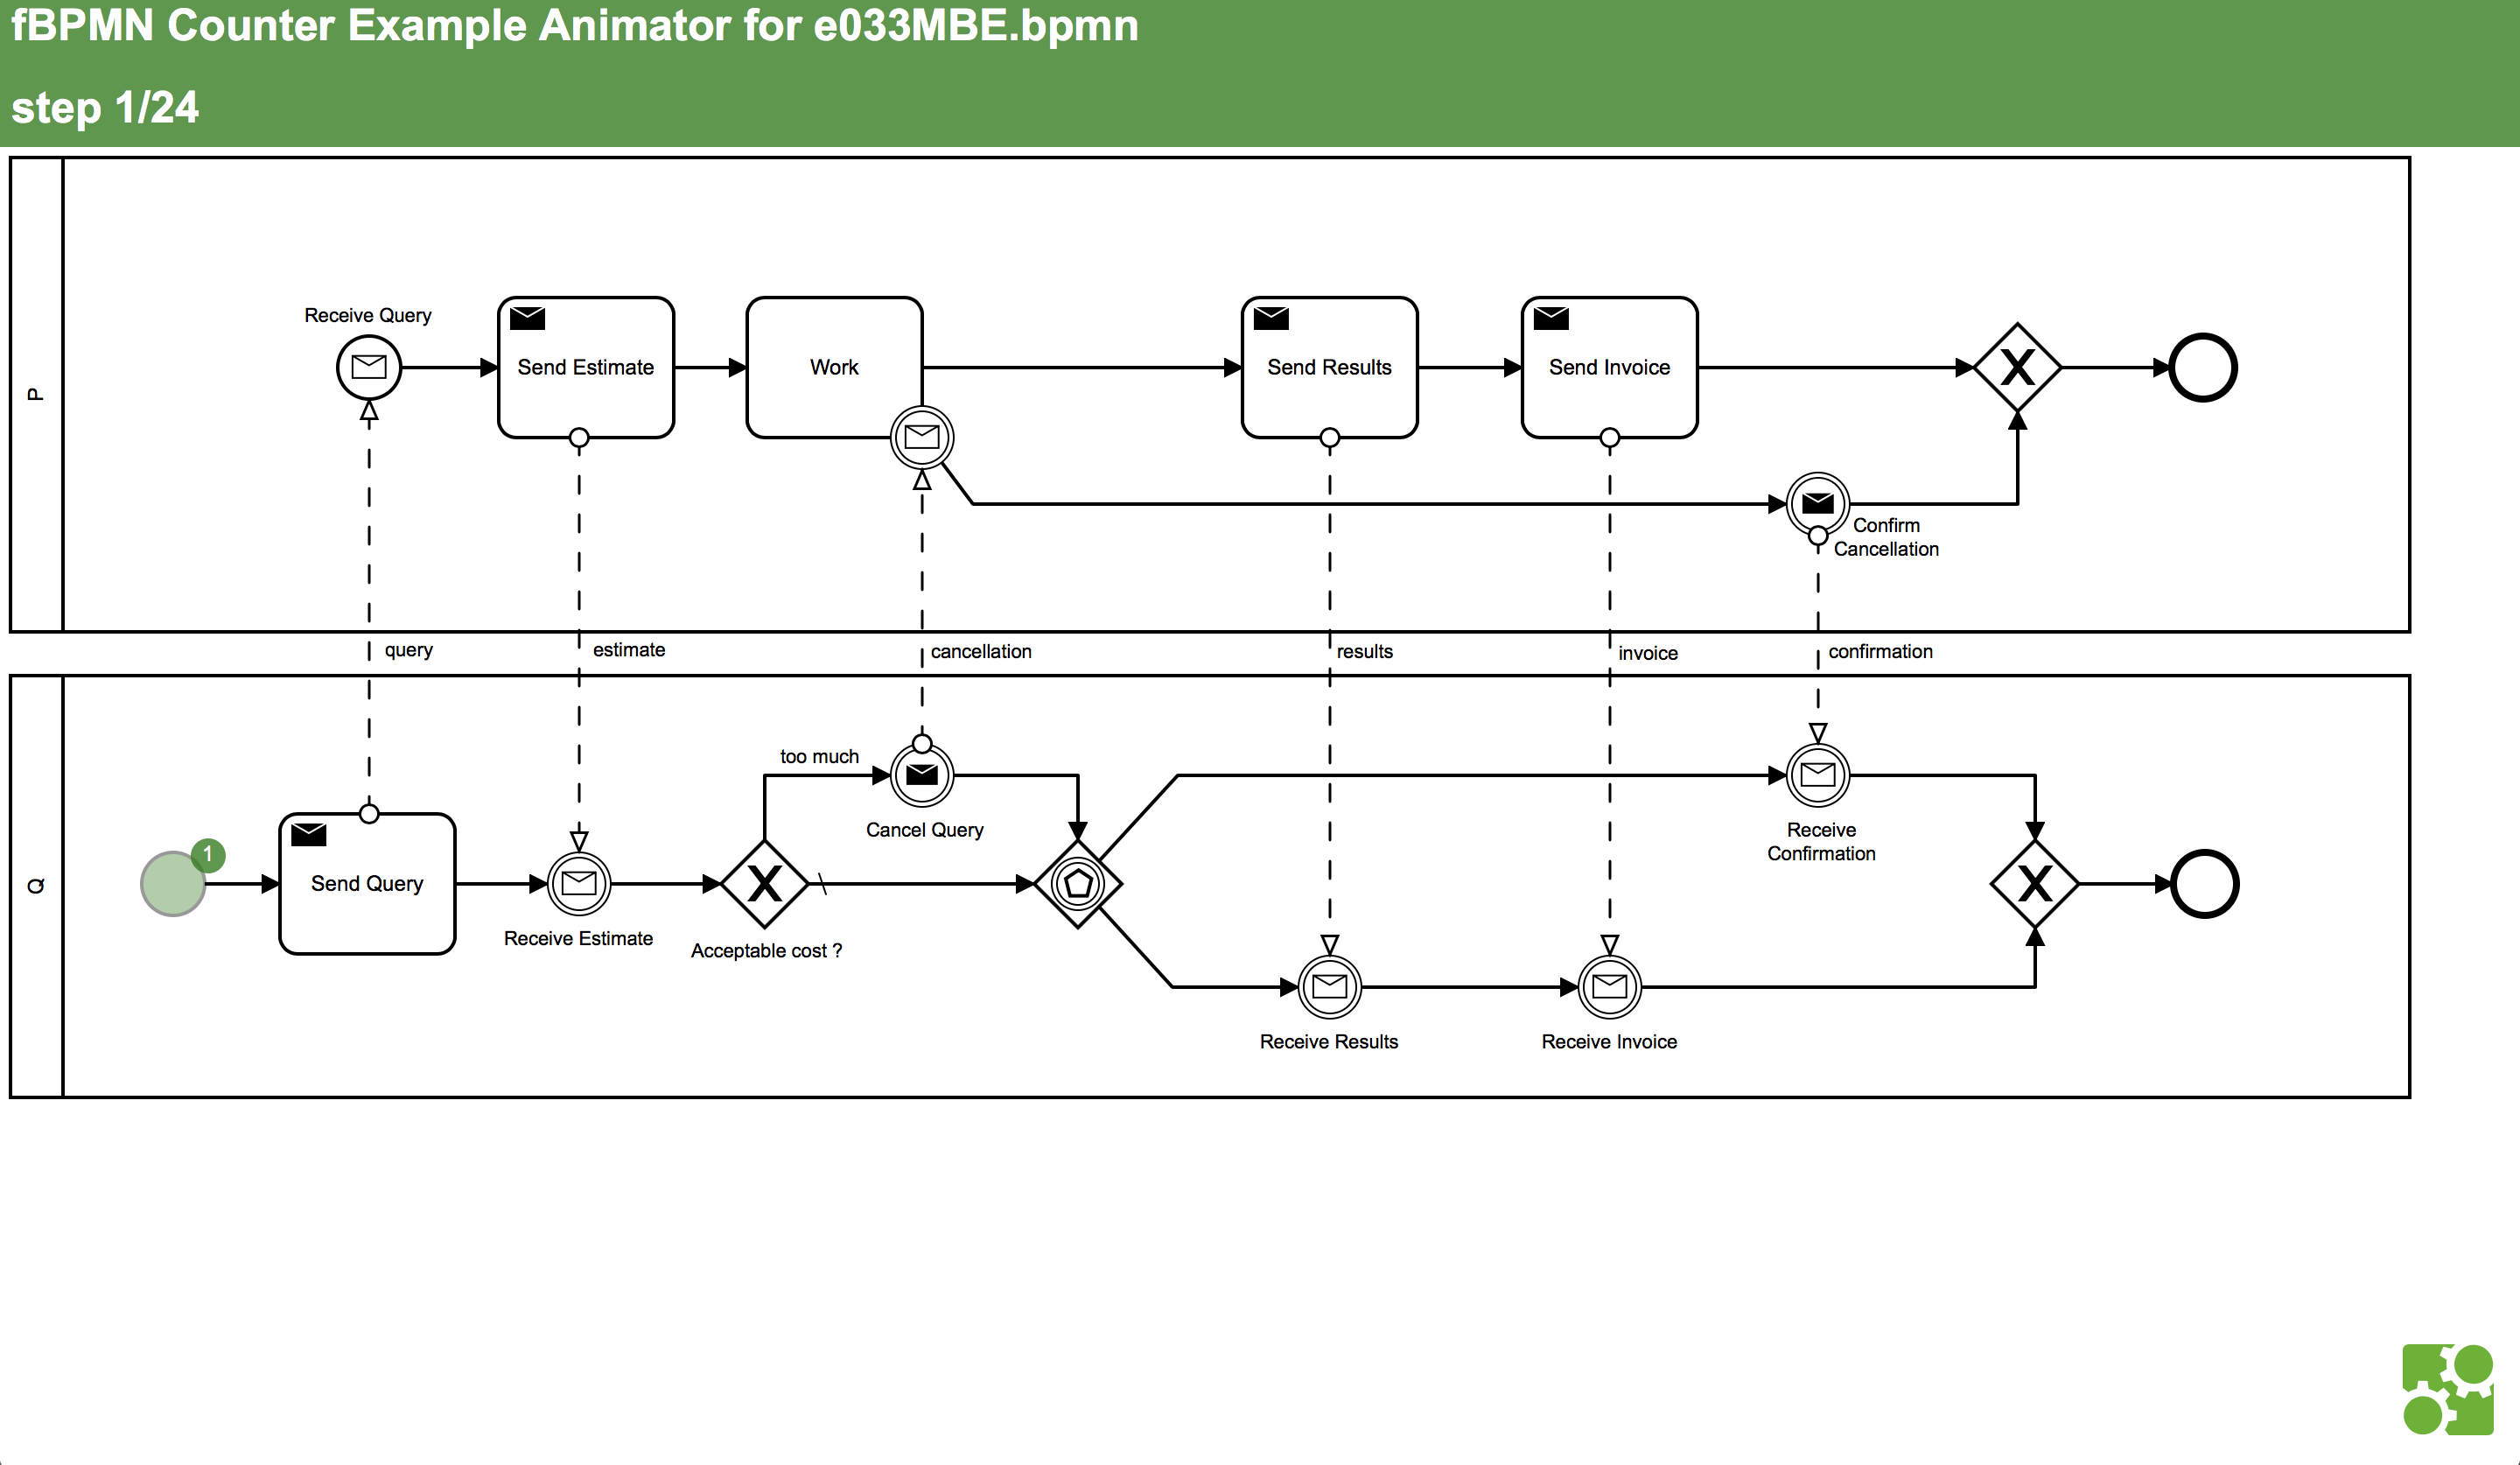 fBPMN Counter Example Animator for e033MBE.bpmn
step 1/24
P
Receive Query
Send Estimate
Work
Send Results
Send Invoice
X
Confirm
Cancellation
query
estimate
cancellation
results
invoice
confirmation
Q
1
Send Query
Receive Estimate
too much
Cancel Query
X
Acceptable cost ?
Receive
Confirmation
X
Receive Results
Receive Invoice